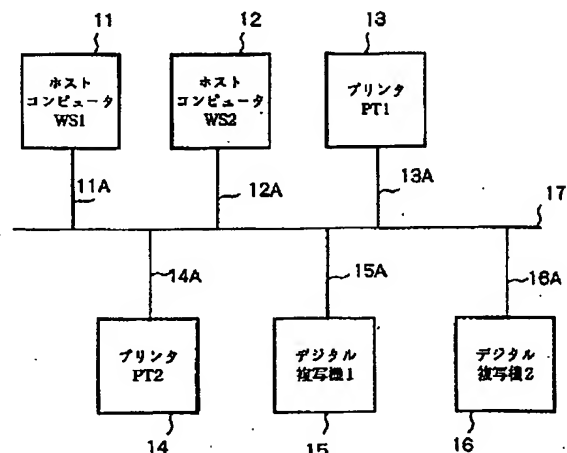 11
12
13
ホスト
コンピュータ
WS1
ホスト
コンピュータ
WS2
プリンタ
PT1
11A
12A
13A
17
14A
15A
16A
プリンタ
PT2
デジタル
複写機1
デジタル
複写機2
14
15
16